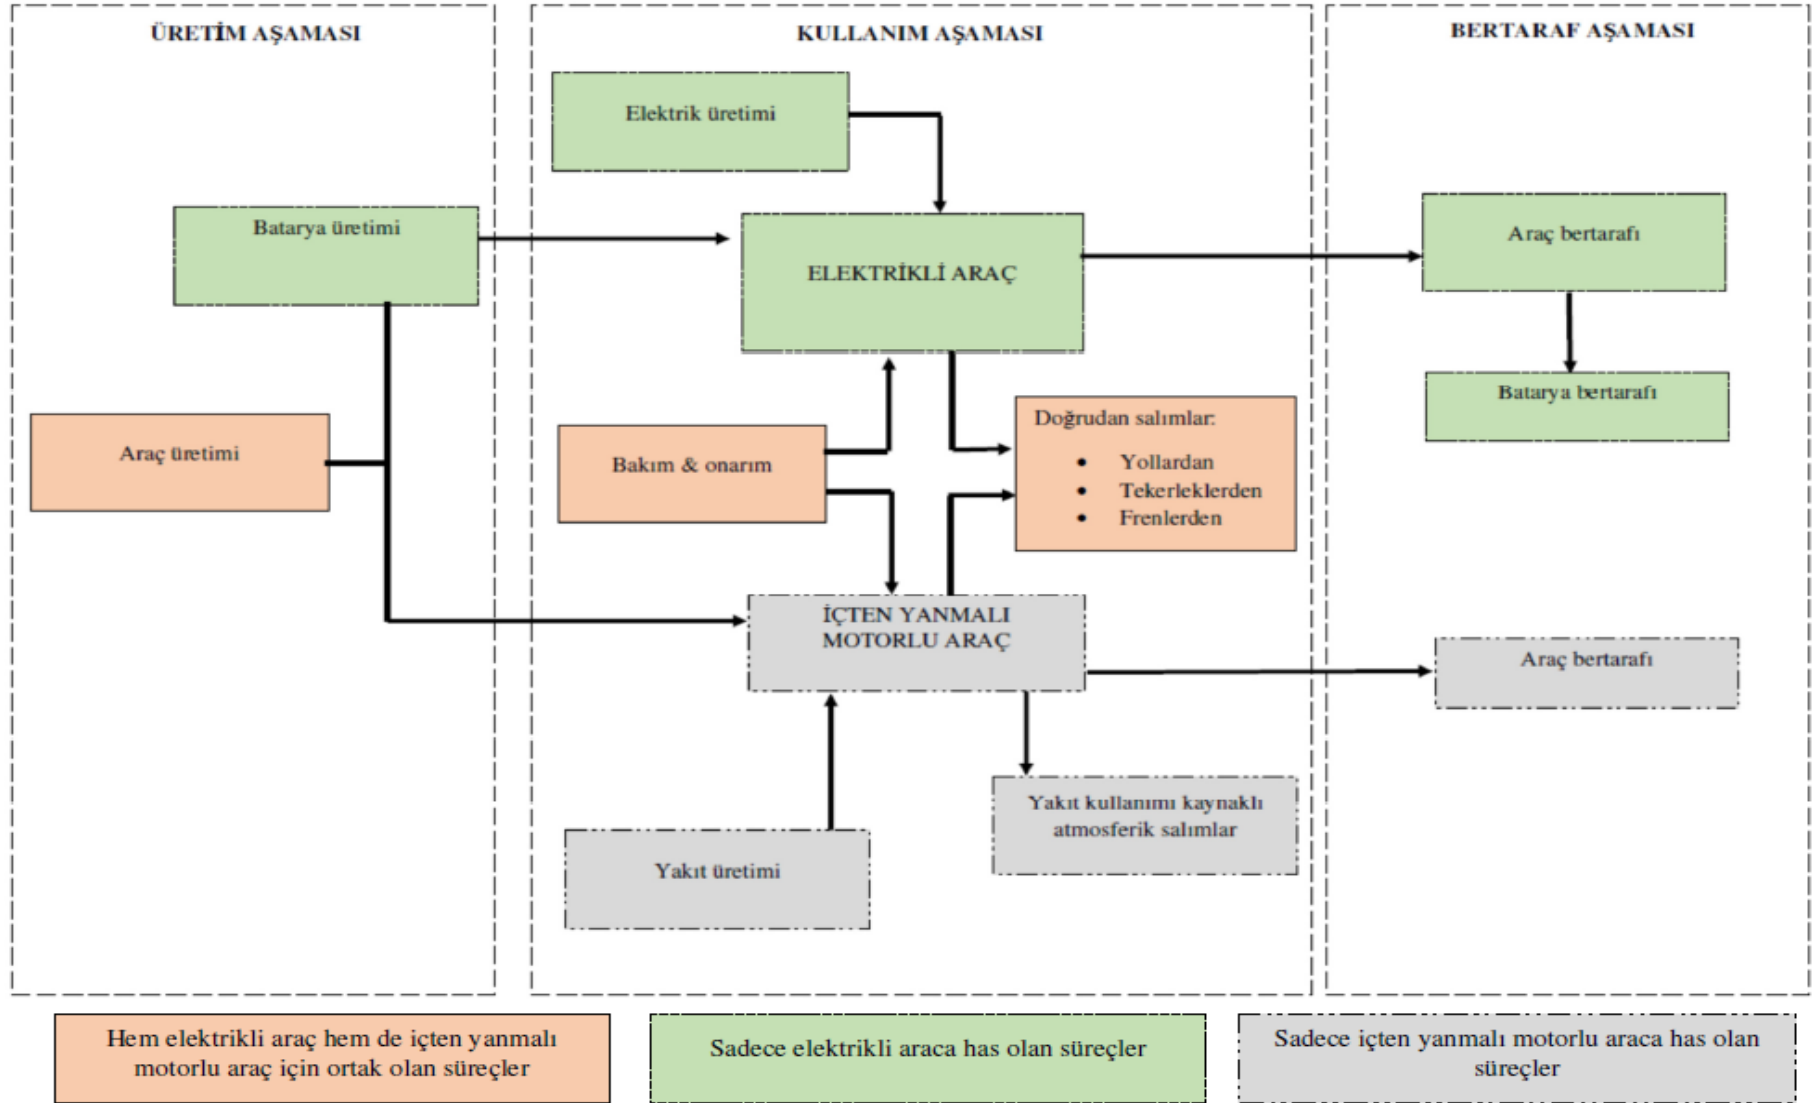 ÜRETİM AŞAMASI
Batarya üretimi
Araç üretimi
KULLANIM AŞAMASI
Elektrik üretimi
ELEKTRİKLİ ARAÇ
Bakım & onarım
Doğrudan salımlar:
• Yollardan
• Tekerleklerden
• Frenlerden
İÇTEN YANMALI
MOTORLU ARAÇ
Yakıt kullanımı kaynaklı
atmosferik salımlar
Yakıt üretimi
BERTARAF AŞAMASI
Araç bertarafı
Batarya bertarafı
Araç bertarafı
Hem elektrikli araç hem de içten yanmalı
motorlu araç için ortak olan süreçler
Sadece elektrikli araca has olan süreçler
Sadece içten yanmalı motorlu araca has olan
süreçler